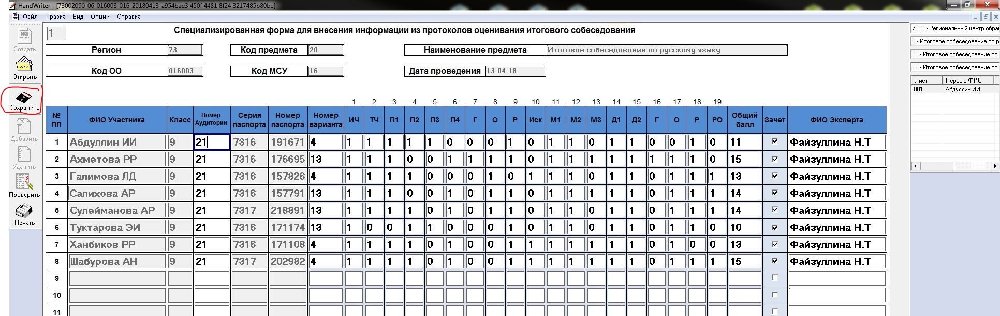 HandWriter - [73002090-06-016003-016-20180413-a954bae3 450f 4481 8f24 3217485b80be]
Файл Правка Вид Опции Справка
1 Специализированная форма для внесения информации из протоколов оценивания итогового собеседования
Регион 73 Код предмета 20 Наименование предмета Итоговое собеседование по русскому языку
Код ОО 016003 Код МСУ 16 Дата проведения 13-04-18
Создать
Открыть
Сохранить
Добавить
Удалить
Проверить
Печать
1 2 3 4 5 6 7 8 9 10 11 12 13 14 15 16 17 18 19
№ ПП ФИО Участника Класс Номер Аудитории Серия паспорта Номер паспорта Номер варианта ИЧ ТЧ П1 П2 П3 П4 Г О Р Иск М1 М2 М3 Д1 Д2 Г О Р РО Общий балл Зачет ФИО Эксперта
1 Абдуллин ИИ 9 21 7316 191671 4 1 1 1 1 1 0 0 0 1 0 1 1 0 1 1 0 0 1 0 11 Файзуллина Н.Т
2 Ахметова РР 9 21 7316 176695 13 1 1 1 0 0 1 1 1 1 0 1 1 1 1 1 1 1 1 0 15 Файзуллина Н.Т
3 Галимова ЛД 9 21 7316 157826 4 1 1 1 1 0 0 0 1 0 1 1 1 0 1 1 0 1 1 1 13 Файзуллина Н.Т
4 Салихова АР 9 21 7316 157791 13 1 1 1 0 0 1 0 1 1 0 1 1 1 1 1 0 1 1 1 14 Файзуллина Н.Т
5 Сулейманова АР 9 21 7317 218891 13 1 1 1 1 0 1 0 1 1 0 1 1 0 1 1 0 1 1 1 14 Файзуллина Н.Т
6 Туктарова ЭИ 9 21 7316 171174 13 1 0 0 1 1 0 0 0 1 0 1 1 0 1 1 0 1 1 0 10 Файзуллина Н.Т
7 Ханбиков РР 9 21 7316 171108 4 1 1 1 1 0 1 0 0 1 1 1 1 1 1 1 0 1 0 0 13 Файзуллина Н.Т
8 Шабурова АН 9 21 7317 202982 4 1 1 1 1 0 1 0 0 1 1 1 1 1 1 1 0 1 1 1 15 Файзуллина Н.Т
9
10
11
7300 - Региональный центр обра
9 - Итоговое собеседование по р
20 - Итоговое собеседование по
06 - Итоговое собеседование по
Лист Первые ФИО
001 Абдуллин ИИ